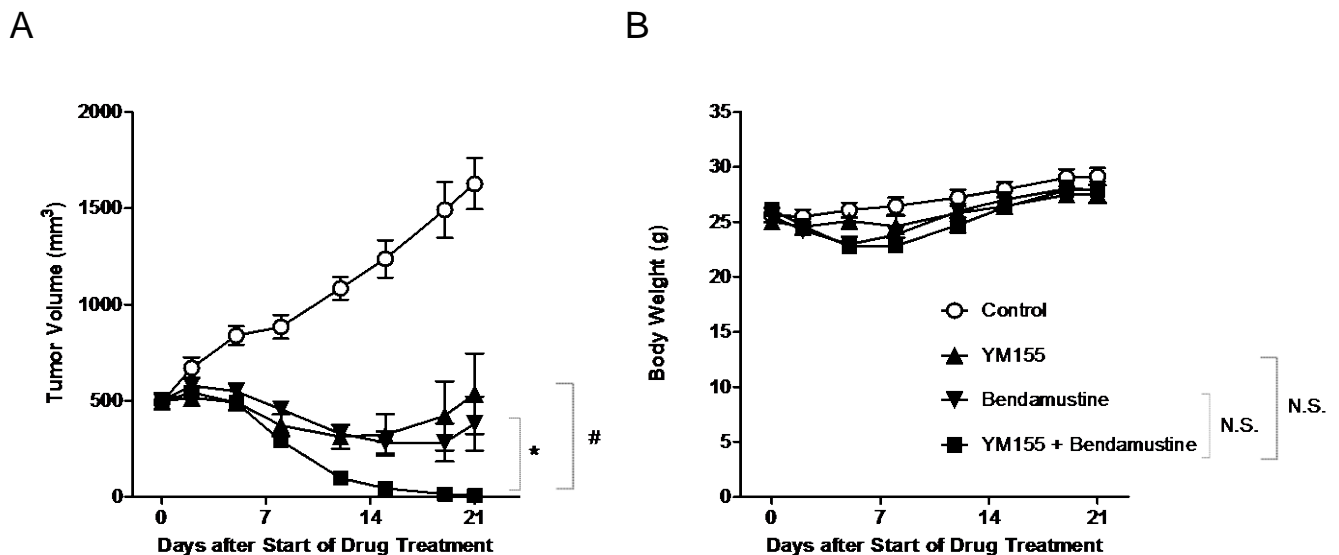 A
B
Tumor Volume (mm³)
2000
1500
1000
500
0
0 7 14 21
Days after Start of Drug Treatment
*
#
Body Weight (g)
35
30
25
20
15
10
5
0
0 7 14 21
Days after Start of Drug Treatment
Control
YM155
Bendamustine
YM155 + Bendamustine
N.S.
N.S.